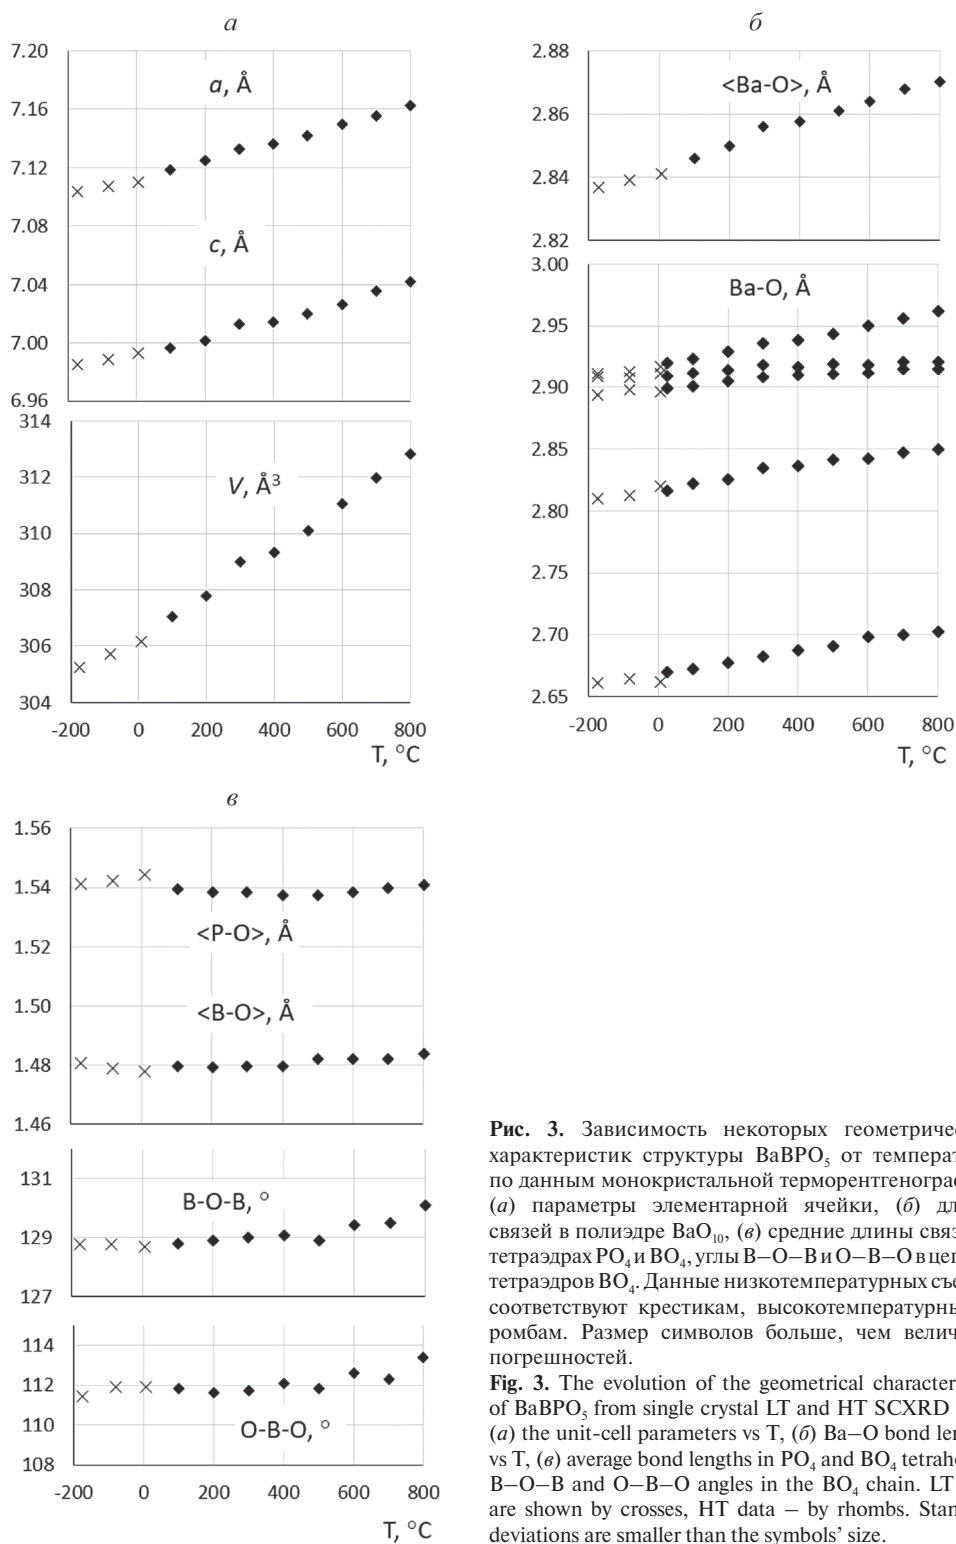 а
7.20
7.16
7.12
7.08
7.04
7.00
6.96
a, Å
c, Å
314
312
310
308
306
304
V, Å³
-200 0 200 400 600 800
T, °C
б
2.88
2.86
2.84
2.82
<Ba-O>, Å
3.00
2.95
2.90
2.85
2.80
2.75
2.70
2.65
Ba-O, Å
-200 0 200 400 600 800
T, °C
в
1.56
1.54
1.52
1.50
1.48
1.46
<P-O>, Å
<B-O>, Å
131
129
127
B-O-B, °
114
112
110
108
O-B-O, °
-200 0 200 400 600 800
T, °C
Рис. 3. Зависимость некоторых геометричес
характеристик структуры BaBPO₅ от температ
по данным монокристальной терморентгенограс
(а) параметры элементарной ячейки, (б) дл
связей в полиэдре BaO₁₀, (в) средние длины связ
тетраэдрах PO₄ и BO₄, углы B–O–B и O–B–O в цеп
тетраэдров BO₄. Данные низкотемпературных съе
соответствуют крестикам, высокотемпературны
ромбам. Размер символов больше, чем велич
погрешностей.
Fig. 3. The evolution of the geometrical character
of BaBPO₅ from single crystal LT and HT SCXRD
(a) the unit-cell parameters vs T, (б) Ba–O bond len
vs T, (в) average bond lengths in PO₄ and BO₄ tetrahe
B–O–B and O–B–O angles in the BO₄ chain. LT
are shown by crosses, HT data – by rhombs. Stan
deviations are smaller than the symbols' size.